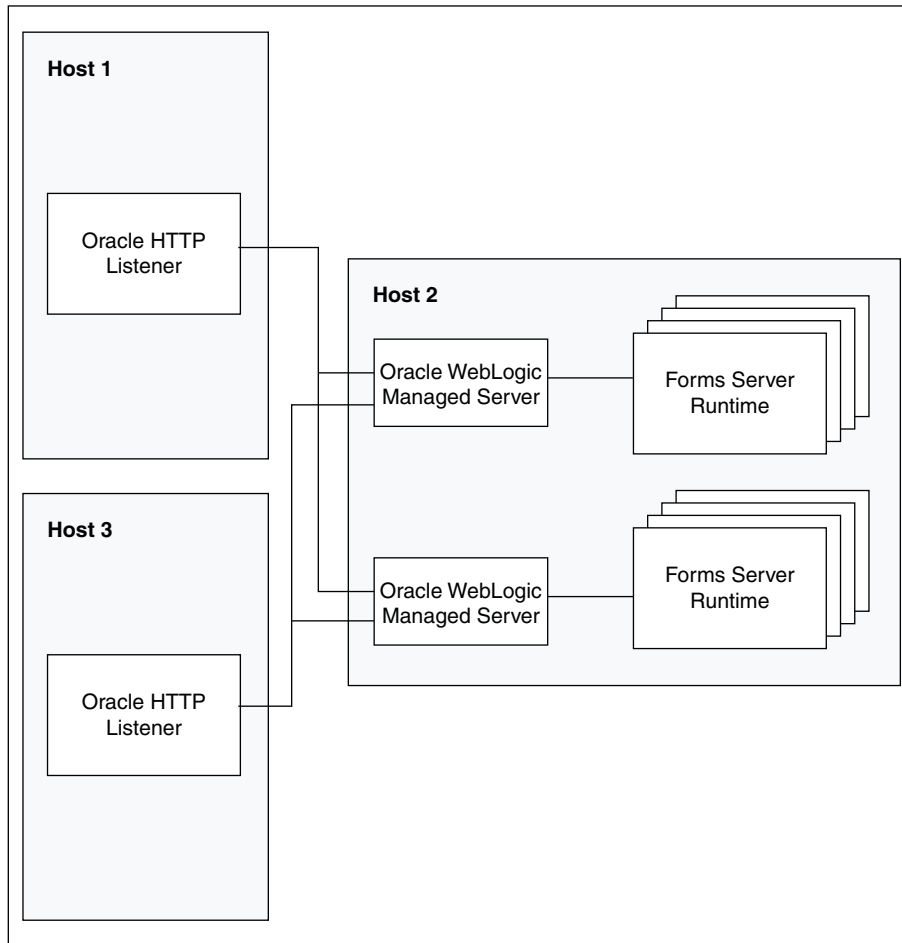 Host 1
Oracle HTTP
Listener
Host 2
Oracle WebLogic
Managed Server
Forms Server
Runtime
Oracle WebLogic
Managed Server
Forms Server
Runtime
Host 3
Oracle HTTP
Listener